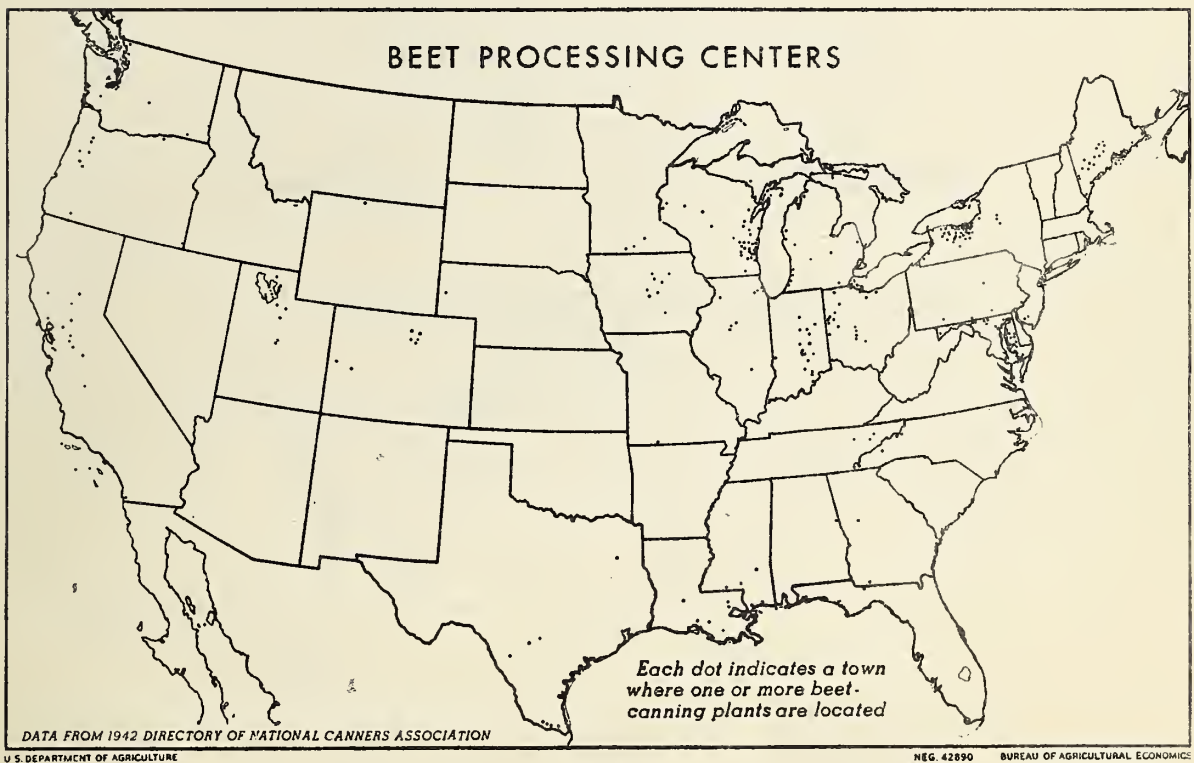 BEET PROCESSING CENTERS
Each dot indicates a town
where one or more beet-
canning plants are located
DATA FROM 1942 DIRECTORY OF NATIONAL CANNERS ASSOCIATION
U. S. DEPARTMENT OF AGRICULTURE
NEG. 42890 BUREAU OF AGRICULTURAL ECONOMICS